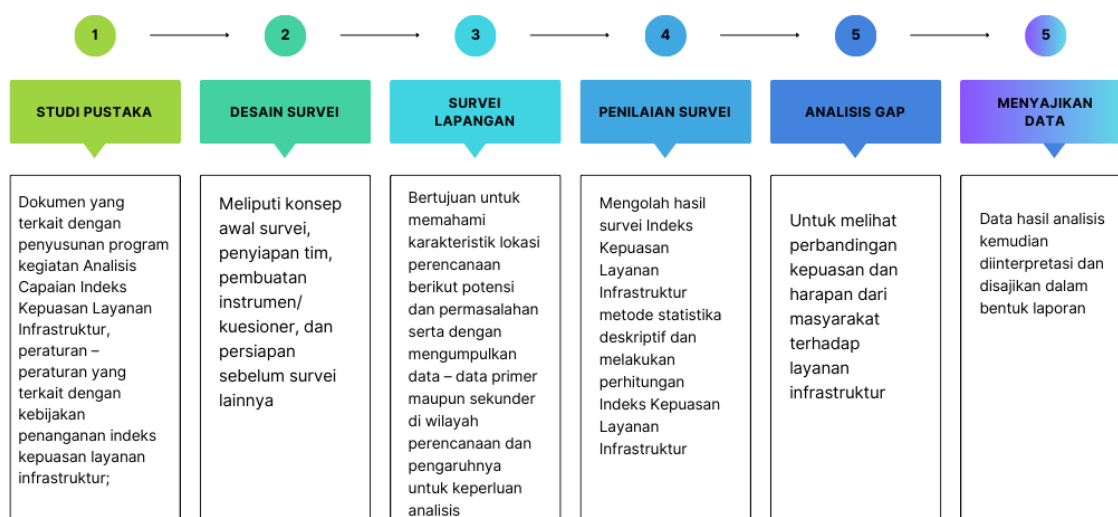 1
2
3
4
5
5
STUDI PUSTAKA
DESAIN SURVEI
SURVEI
LAPANGAN
PENILAIAN SURVEI
ANALISIS GAP
MENYAJIKAN
DATA
Dokumen yang
terkait dengan
penyusunan program
kegiatan Analisis
Capaian Indeks
Kepuasan Layanan
Infrastruktur,
peraturan –
peraturan yang
terkait dengan
kebijakan
penanganan indeks
kepuasan layanan
infrastruktur;
Meliputi konsep
awal survei,
penyiapan tim,
pembuatan
instrumen/
kuesioner, dan
persiapan
sebelum survei
lainnya
Bertujuan untuk
memahami
karakteristik lokasi
perencanaan
berikut potensi
dan permasalahan
serta dengan
mengumpulkan
data – data primer
maupun sekunder
di wilayah
perencanaan dan
pengaruhnya
untuk keperluan
analisis
Mengolah hasil
survei Indeks
Kepuasan
Layanan
Infrastruktur
metode statistika
deskriptif dan
melakukan
perhitungan
Indeks Kepuasan
Layanan
Infrastruktur
Untuk melihat
perbandingan
kepuasan dan
harapan dari
masyarakat
terhadap
layanan
infrastruktur
Data hasil analisis
kemudian
diinterpretasi dan
disajikan dalam
bentuk laporan